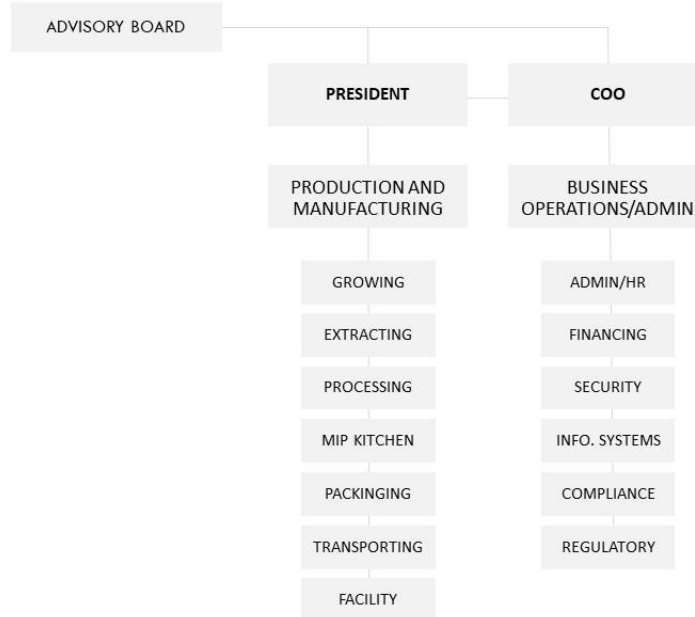 ADVISORY BOARD
PRESIDENT
COO
PRODUCTION AND
MANUFACTURING
BUSINESS
OPERATIONS/ADMIN
GROWING
ADMIN/HR
EXTRACTING
FINANCING
PROCESSING
SECURITY
MIP KITCHEN
INFO. SYSTEMS
PACKINGING
COMPLIANCE
TRANSPORTING
REGULATORY
FACILITY